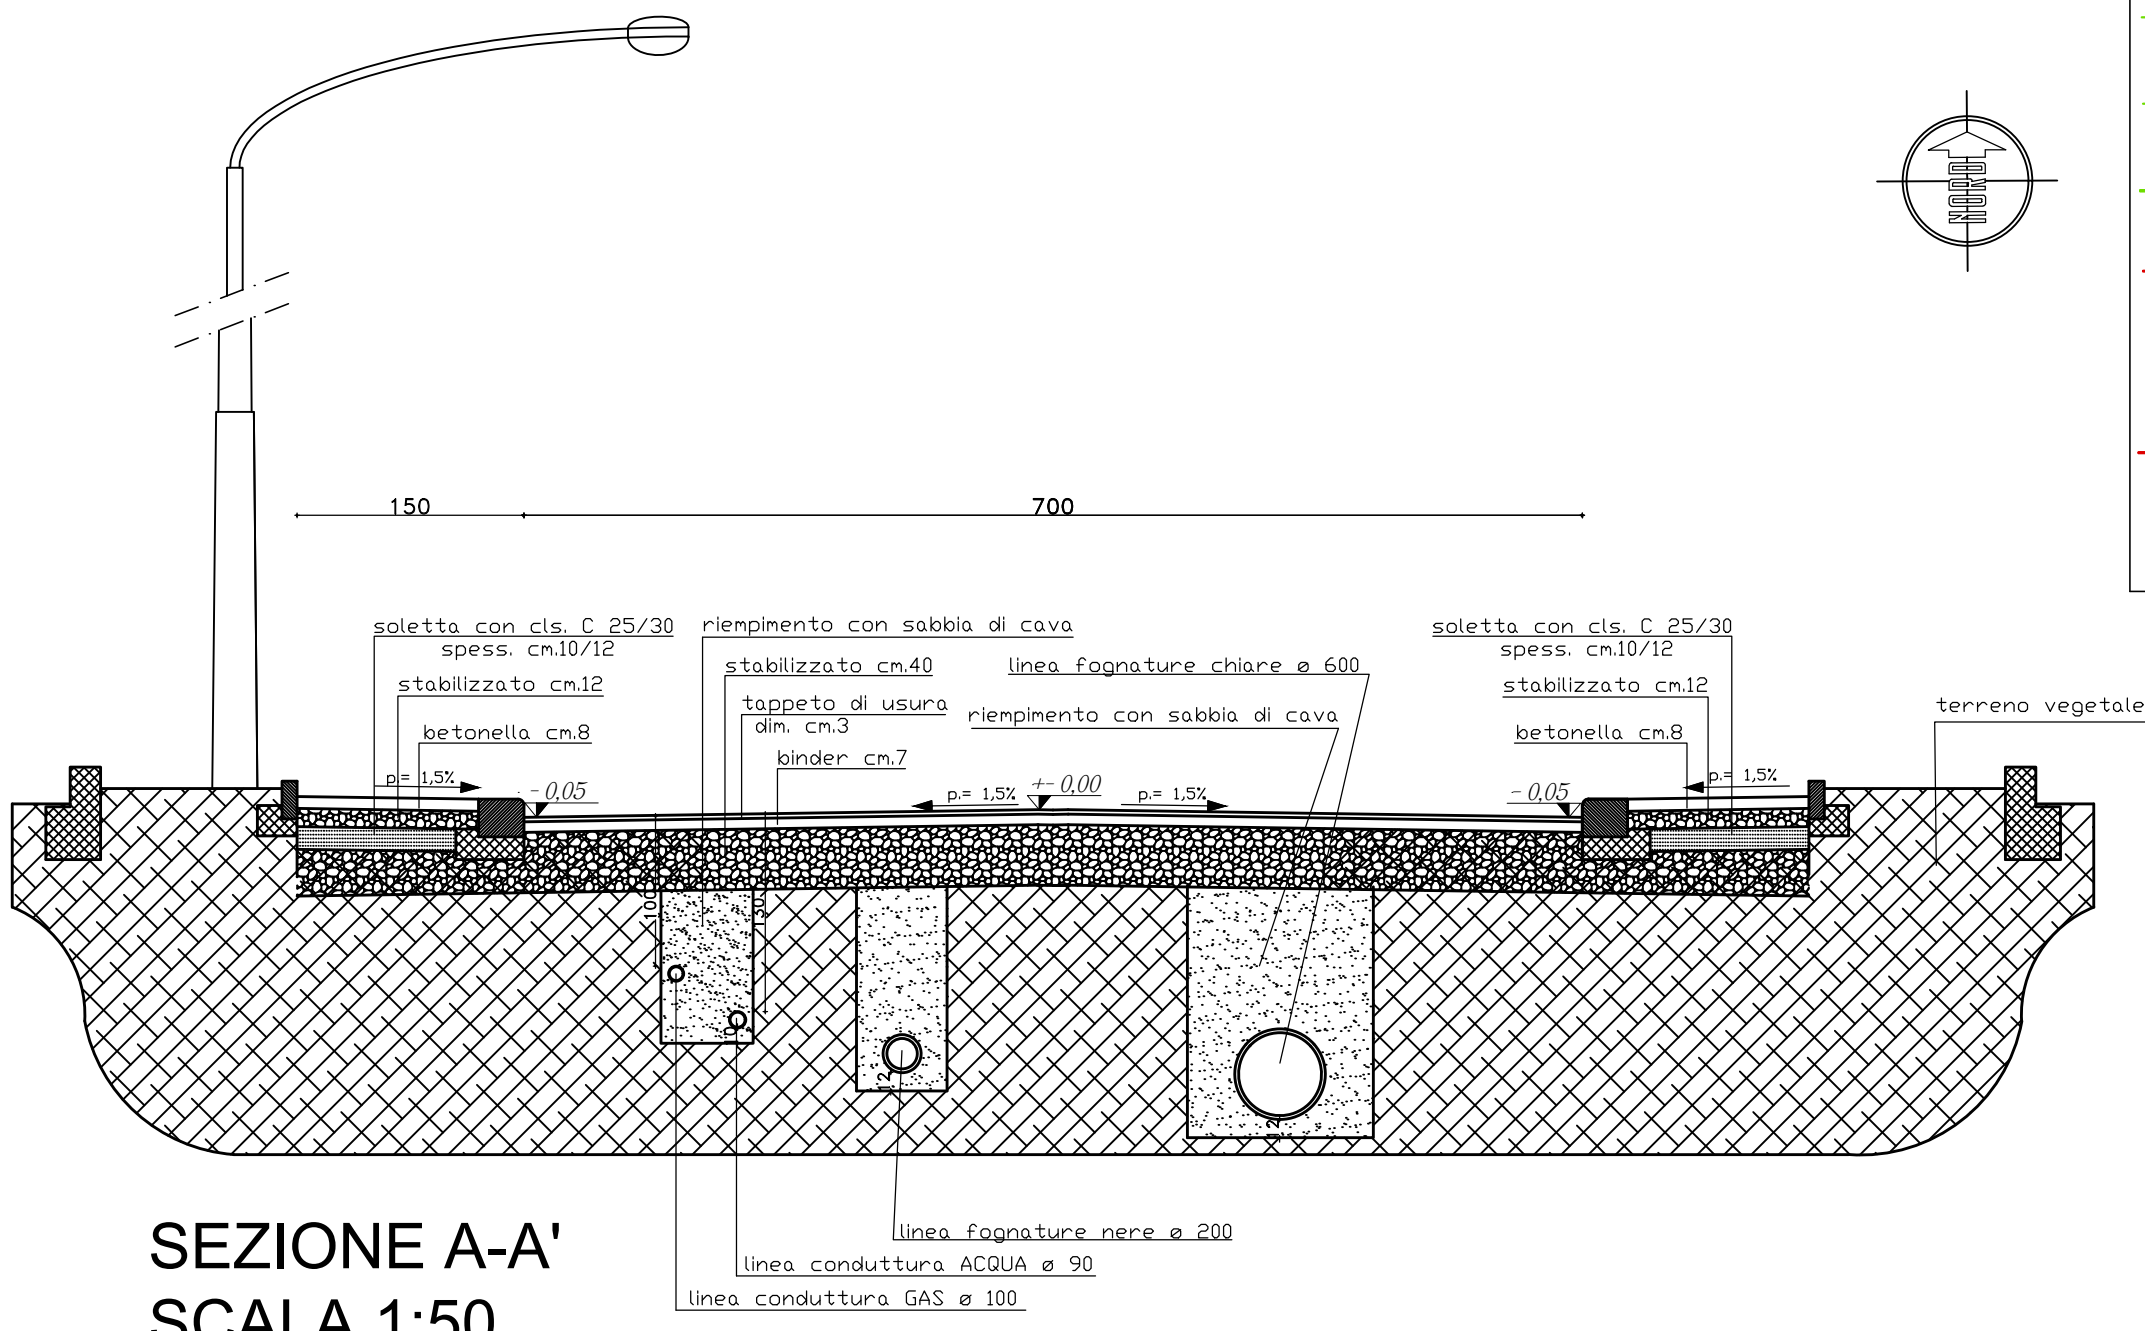 NORD
150
700
soletta con cls. C 25/30
spess. cm.10/12
stabilizzato cm.12
betonella cm.8
p.= 1,5%
- 0,05
riempimento con sabbia di cava
stabilizzato cm.40
tappeto di usura
dim. cm.3
binder cm.7
linea fognature chiare ø 600
riempimento con sabbia di cava
p.= 1,5%
+- 0,00
p.= 1,5%
soletta con cls. C 25/30
spess. cm.10/12
stabilizzato cm.12
betonella cm.8
p.= 1,5%
- 0,05
terreno vegetale
100
130
10
12
12
linea fognature nere ø 200
linea conduttura ACQUA ø 90
linea conduttura GAS ø 100
SEZIONE A-A'
SCALA 1:50